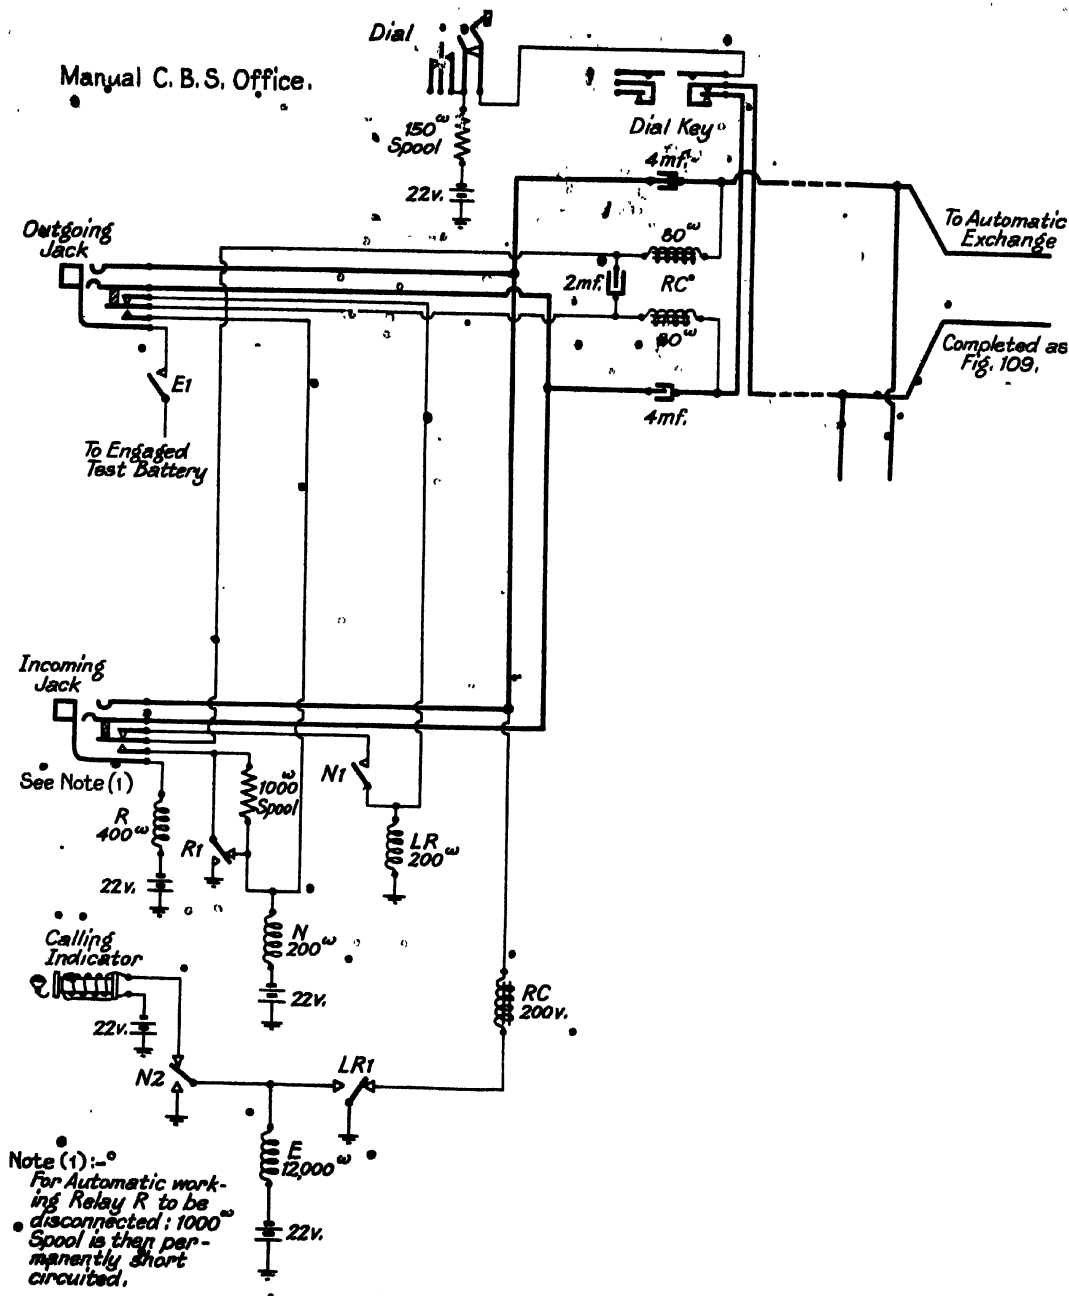 Dial
Manual C. B. S. Office.
150ω
Spool
22v.
Dial Key
4mf.
To Automatic
Exchange
Outgoing
Jack
80ω
2mf.
RC
80ω
Completed as
Fig. 109.
E1
4mf.
To Engaged
Test Battery
Incoming
Jack
See Note (1)
N1
1000ω
Spool
R
400ω
R1
LR
200ω
22v.
Calling
Indicator
N
200ω
22v.
RC
200v.
22v.
LR1
N2
E
12,000ω
Note (1):-
For Automatic work-
ing Relay R to be
disconnected: 1000ω
Spool is then per-
manently short
circuited.
22v.